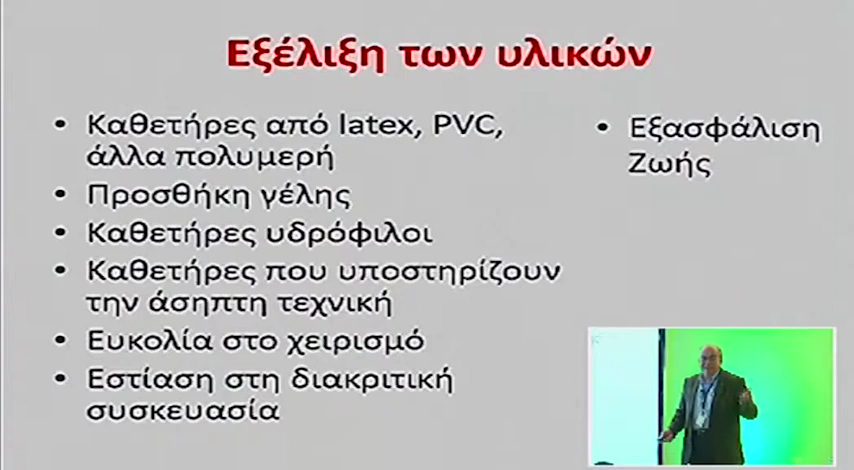 Εξέλιξη των υλικών
• Καθετήρες από latex, PVC,
άλλα πολυμερή
• Προσθήκη γέλης
• Καθετήρες υδρόφιλοι
• Καθετήρες που υποστηρίζουν
την άσηπτη τεχνική
• Ευκολία στο χειρισμό
• Εστίαση στη διακριτική
συσκευασία
• Εξασφάλιση
Ζωής